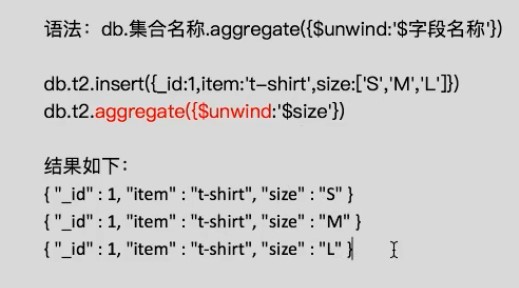 语法：db.集合名称.aggregate({$unwind:'$字段名称'})
db.t2.insert({_id:1,item:'t-shirt',size:['S','M','L']})
db.t2.aggregate({$unwind:'$size'})
结果如下：
{ "_id" : 1, "item" : "t-shirt", "size" : "S" }
{ "_id" : 1, "item" : "t-shirt", "size" : "M" }
{ "_id" : 1, "item" : "t-shirt", "size" : "L" }